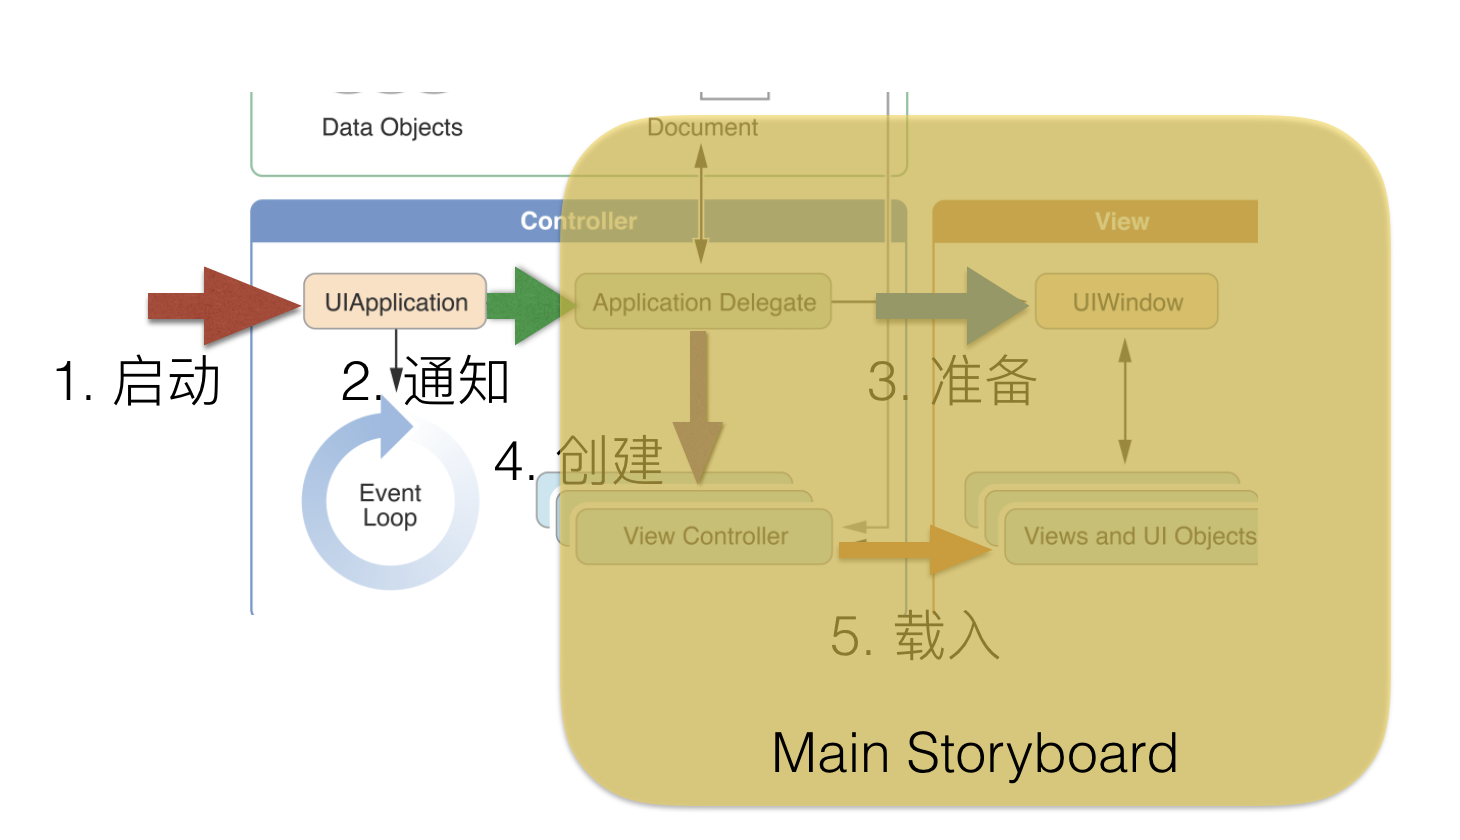 Data Objects
Document
Controller
View
UIApplication
Application Delegate
UIWindow
1. 启动
2. 通知
3. 准备
4. 创建
Event
Loop
View Controller
Views and UI Objects
5. 载入
Main Storyboard